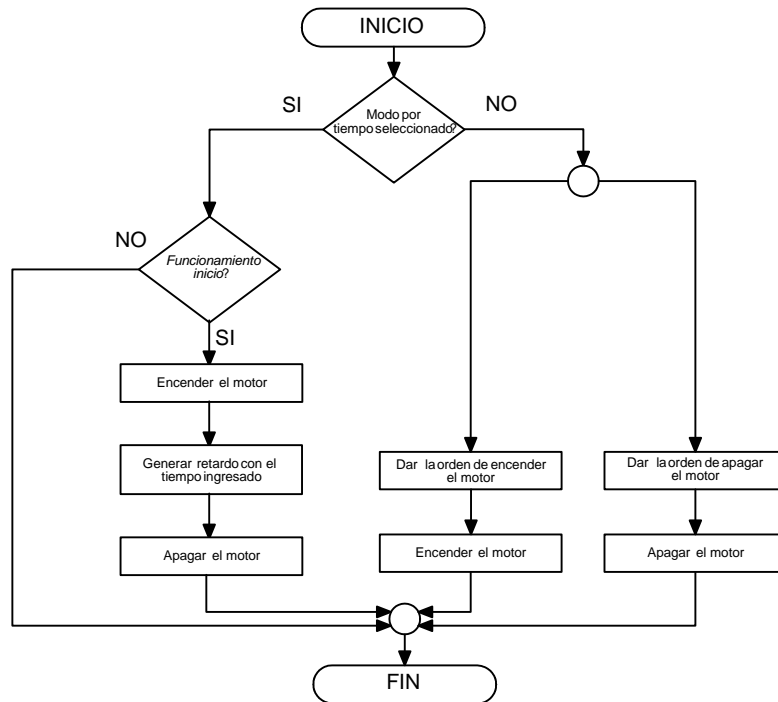 INICIO
SI
Modo por
tiempo seleccionado?
NO
NO
Funcionamiento
inicio?
SI
Encender el motor
Generar retardo con el
tiempo ingresado
Apagar el motor
Dar la orden de encender
el motor
Encender el motor
Dar la orden de apagar
el motor
Apagar el motor
FIN